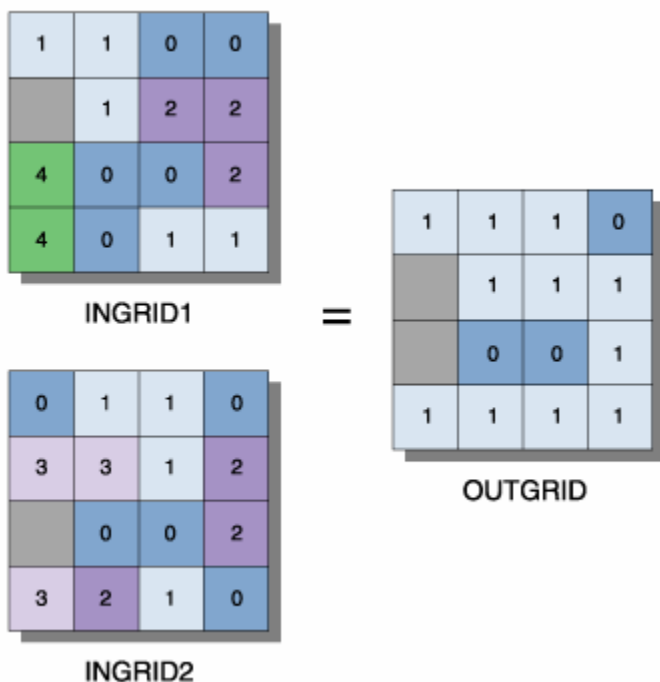 1 1 0 0
1 2 2
4 0 0 2
4 0 1 1
INGRID1
0 1 1 0
3 3 1 2
0 0 2
3 2 1 0
INGRID2
=
1 1 1 0
1 1 1
0 0 1
1 1 1 1
OUTGRID